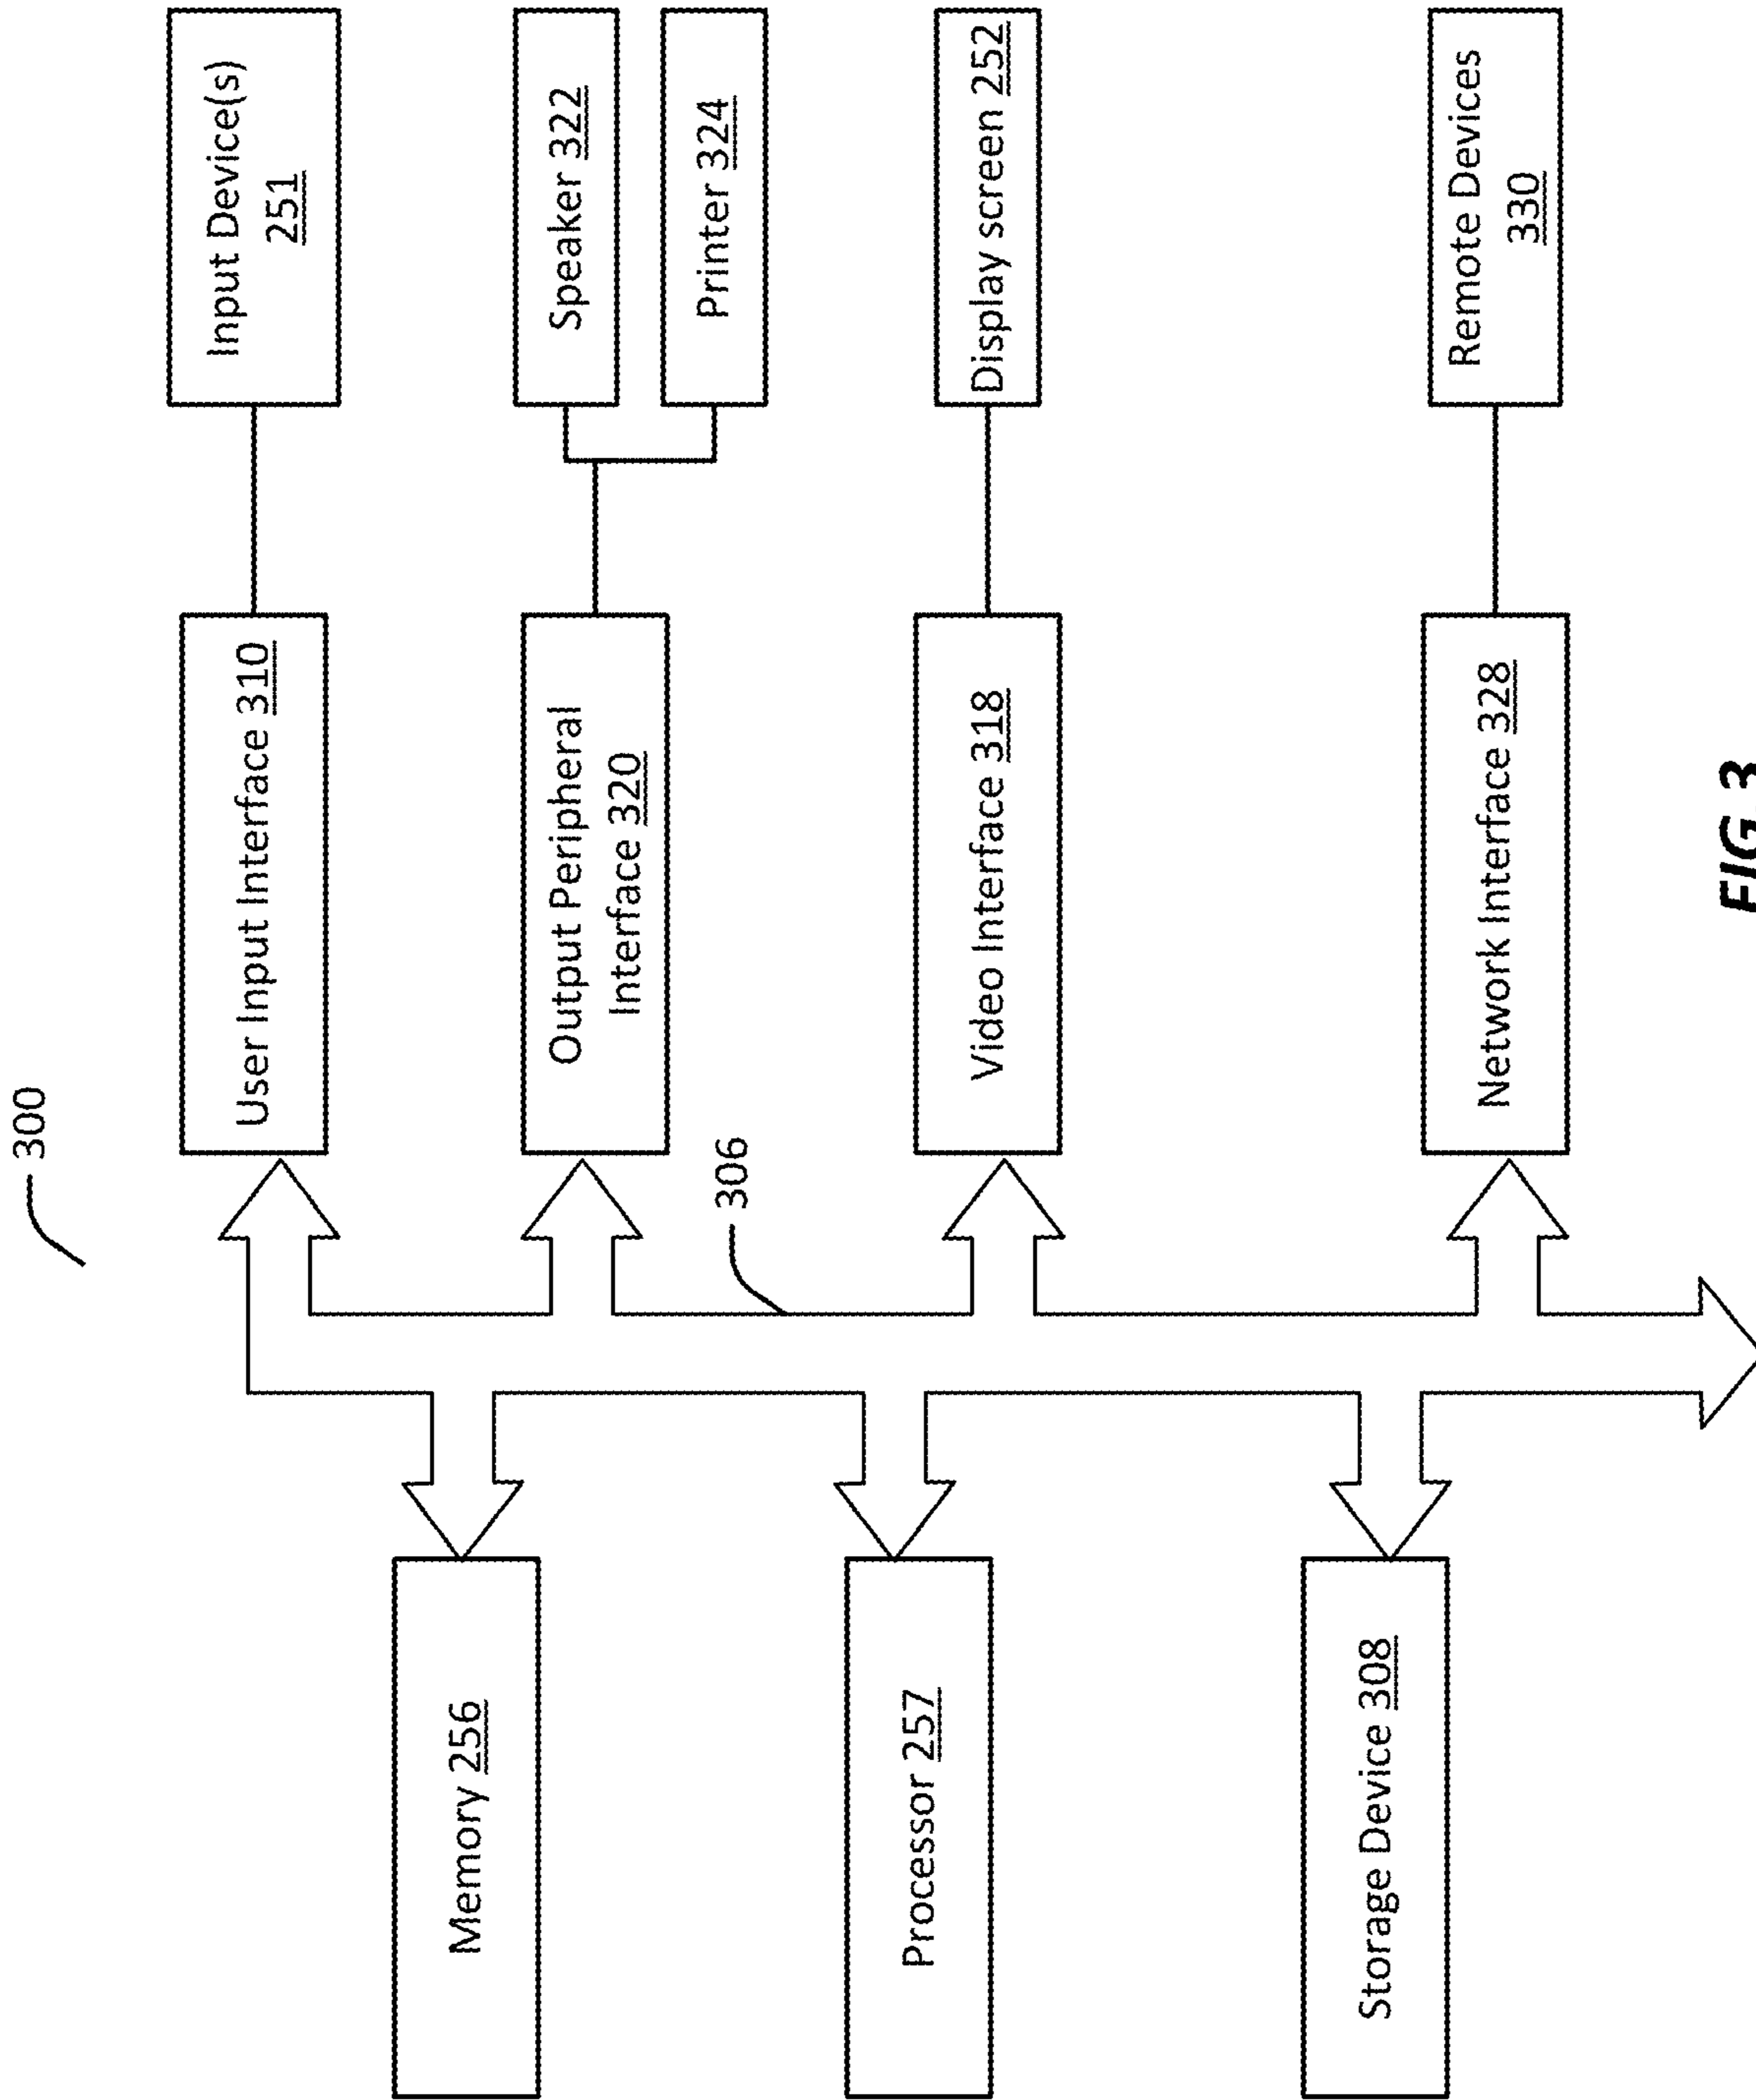 300
Input Device(s)
251
User Input Interface 310
Speaker 322
Output Peripheral
Interface 320
Printer 324
Memory 256
306
Display screen 252
Video Interface 318
Processor 257
Remote Devices
330
Network Interface 328
Storage Device 308
FIG. 3